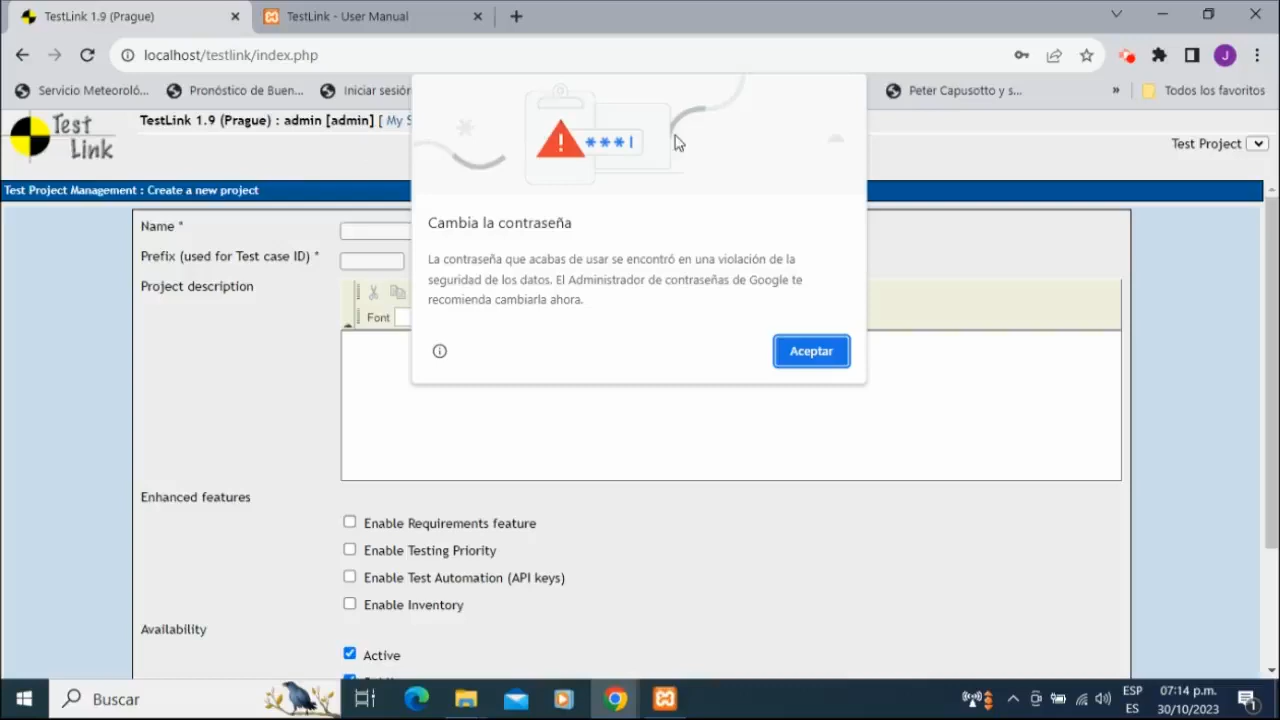 TestLink 1.9 (Prague)
TestLink - User Manual
localhost/testlink/index.php
J
Servicio Meteoroló...
Pronóstico de Buen...
Iniciar sesión
Peter Capusotto y s...
»
Todos los favoritos
Test
Link
TestLink 1.9 (Prague) : admin [admin] [ My S
Test Project
Test Project Management : Create a new project
***
Name *
Prefix (used for Test case ID) *
Project description
Font
Cambia la contraseña
La contraseña que acabas de usar se encontró en una violación de la
seguridad de los datos. El Administrador de contraseñas de Google te
recomienda cambiarla ahora.
Aceptar
Enhanced features
Enable Requirements feature
Enable Testing Priority
Enable Test Automation (API keys)
Enable Inventory
Availability
Active
Buscar
ESP
ES
07:14 p.m.
30/10/2023
1